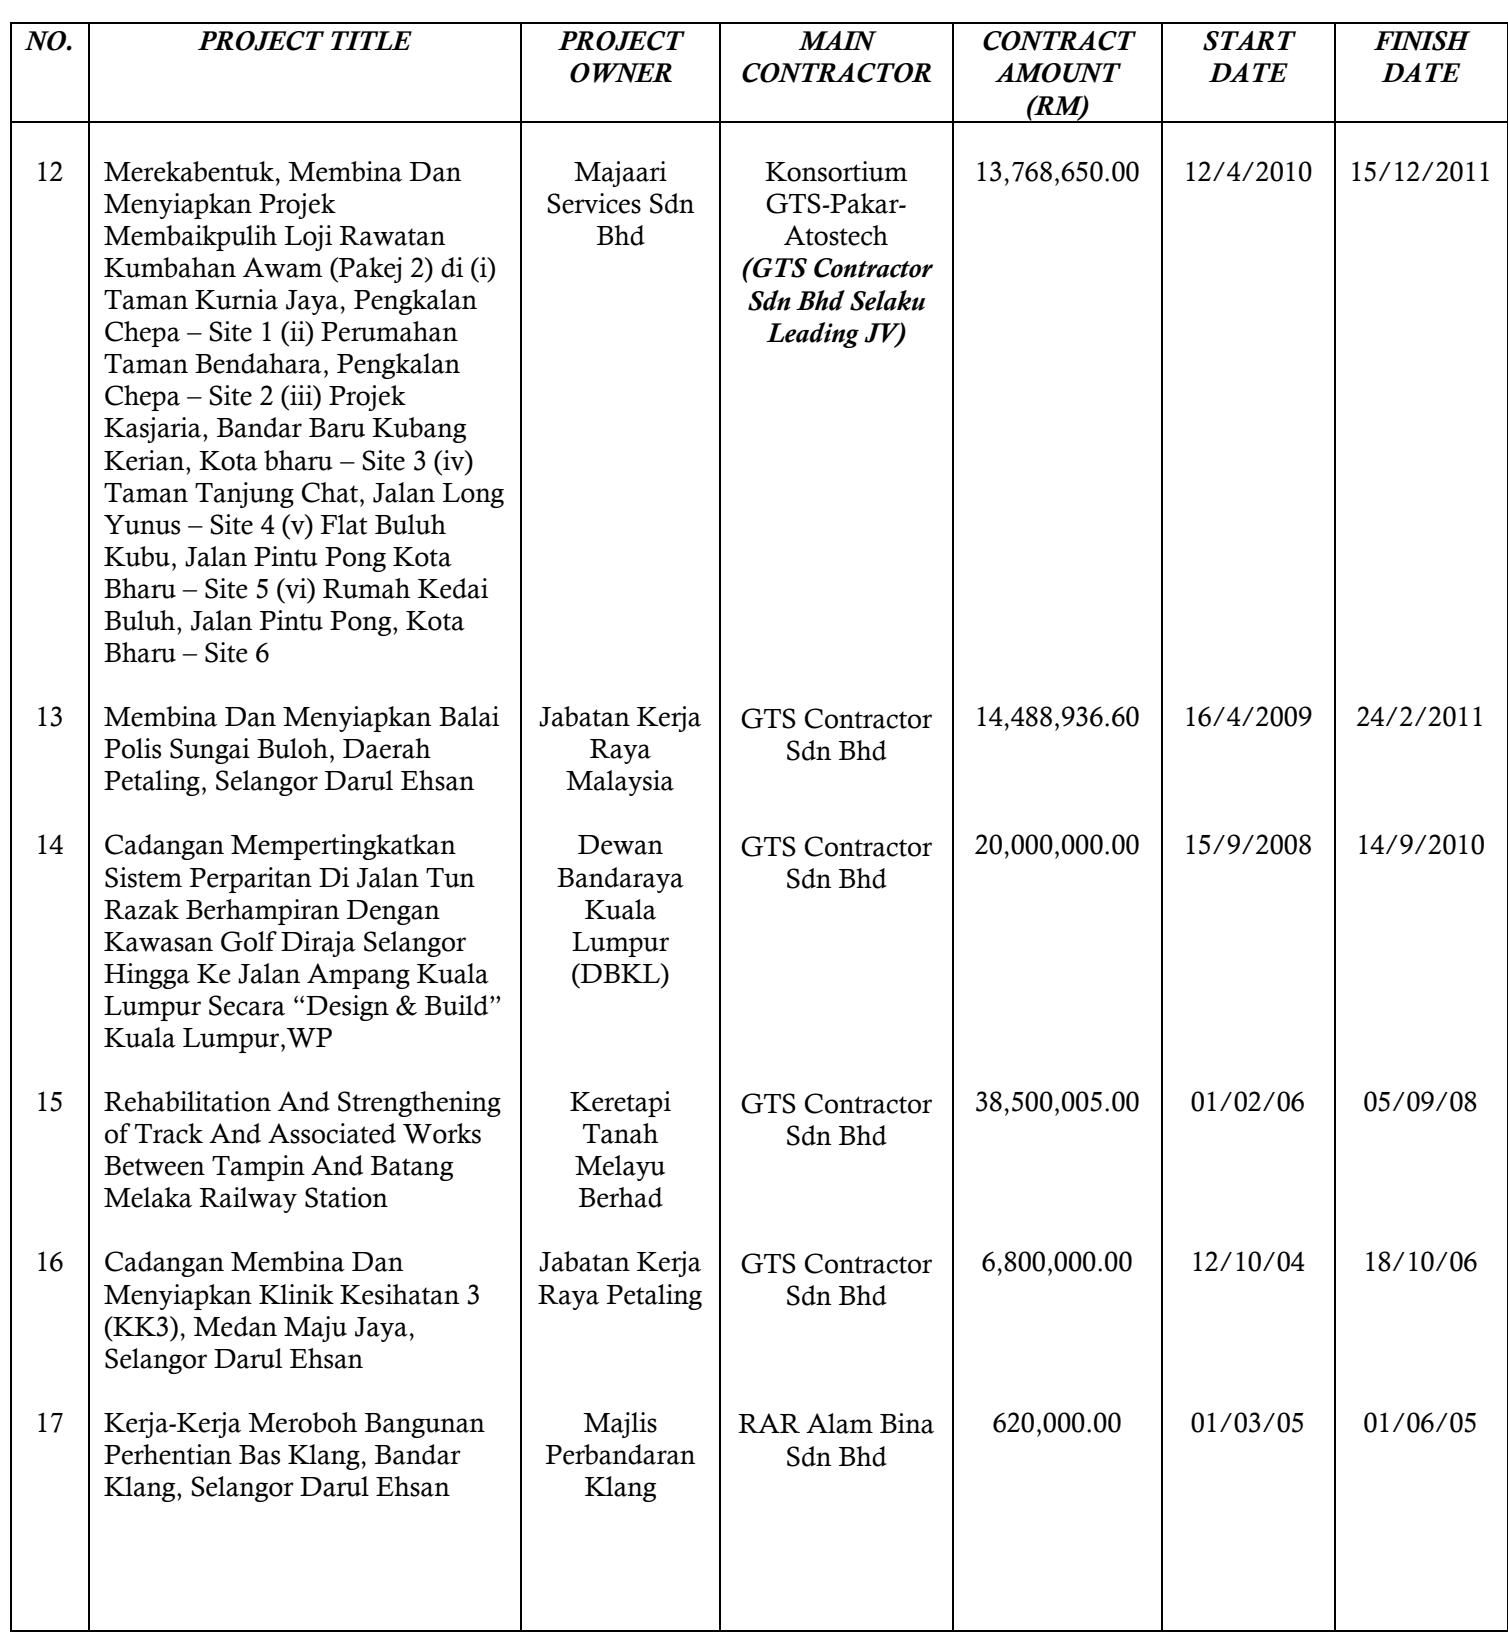 NO.
PROJECT TITLE
PROJECT
OWNER
MAIN
CONTRACTOR
CONTRACT
AMOUNT
(RM)
START
DATE
FINISH
DATE
12
Merekabentuk, Membina Dan
Menyiapkan Projek
Membaikpulih Loji Rawatan
Kumbahan Awam (Pakej 2) di (i)
Taman Kurnia Jaya, Pengkalan
Chepa – Site 1 (ii) Perumahan
Taman Bendahara, Pengkalan
Chepa – Site 2 (iii) Projek
Kasjaria, Bandar Baru Kubang
Kerian, Kota bharu – Site 3 (iv)
Taman Tanjung Chat, Jalan Long
Yunus – Site 4 (v) Flat Buluh
Kubu, Jalan Pintu Pong Kota
Bharu – Site 5 (vi) Rumah Kedai
Buluh, Jalan Pintu Pong, Kota
Bharu – Site 6
Majaari
Services Sdn
Bhd
Konsortium
GTS-Pakar-
Atostech
(GTS Contractor
Sdn Bhd Selaku
Leading JV)
13,768,650.00
12/4/2010
15/12/2011
13
Membina Dan Menyiapkan Balai
Polis Sungai Buloh, Daerah
Petaling, Selangor Darul Ehsan
Jabatan Kerja
Raya
Malaysia
GTS Contractor
Sdn Bhd
14,488,936.60
16/4/2009
24/2/2011
14
Cadangan Mempertingkatkan
Sistem Perparitan Di Jalan Tun
Razak Berhampiran Dengan
Kawasan Golf Diraja Selangor
Hingga Ke Jalan Ampang Kuala
Lumpur Secara “Design & Build”
Kuala Lumpur,WP
Dewan
Bandaraya
Kuala
Lumpur
(DBKL)
GTS Contractor
Sdn Bhd
20,000,000.00
15/9/2008
14/9/2010
15
Rehabilitation And Strengthening
of Track And Associated Works
Between Tampin And Batang
Melaka Railway Station
Keretapi
Tanah
Melayu
Berhad
GTS Contractor
Sdn Bhd
38,500,005.00
01/02/06
05/09/08
16
Cadangan Membina Dan
Menyiapkan Klinik Kesihatan 3
(KK3), Medan Maju Jaya,
Selangor Darul Ehsan
Jabatan Kerja
Raya Petaling
GTS Contractor
Sdn Bhd
6,800,000.00
12/10/04
18/10/06
17
Kerja-Kerja Meroboh Bangunan
Perhentian Bas Klang, Bandar
Klang, Selangor Darul Ehsan
Majlis
Perbandaran
Klang
RAR Alam Bina
Sdn Bhd
620,000.00
01/03/05
01/06/05